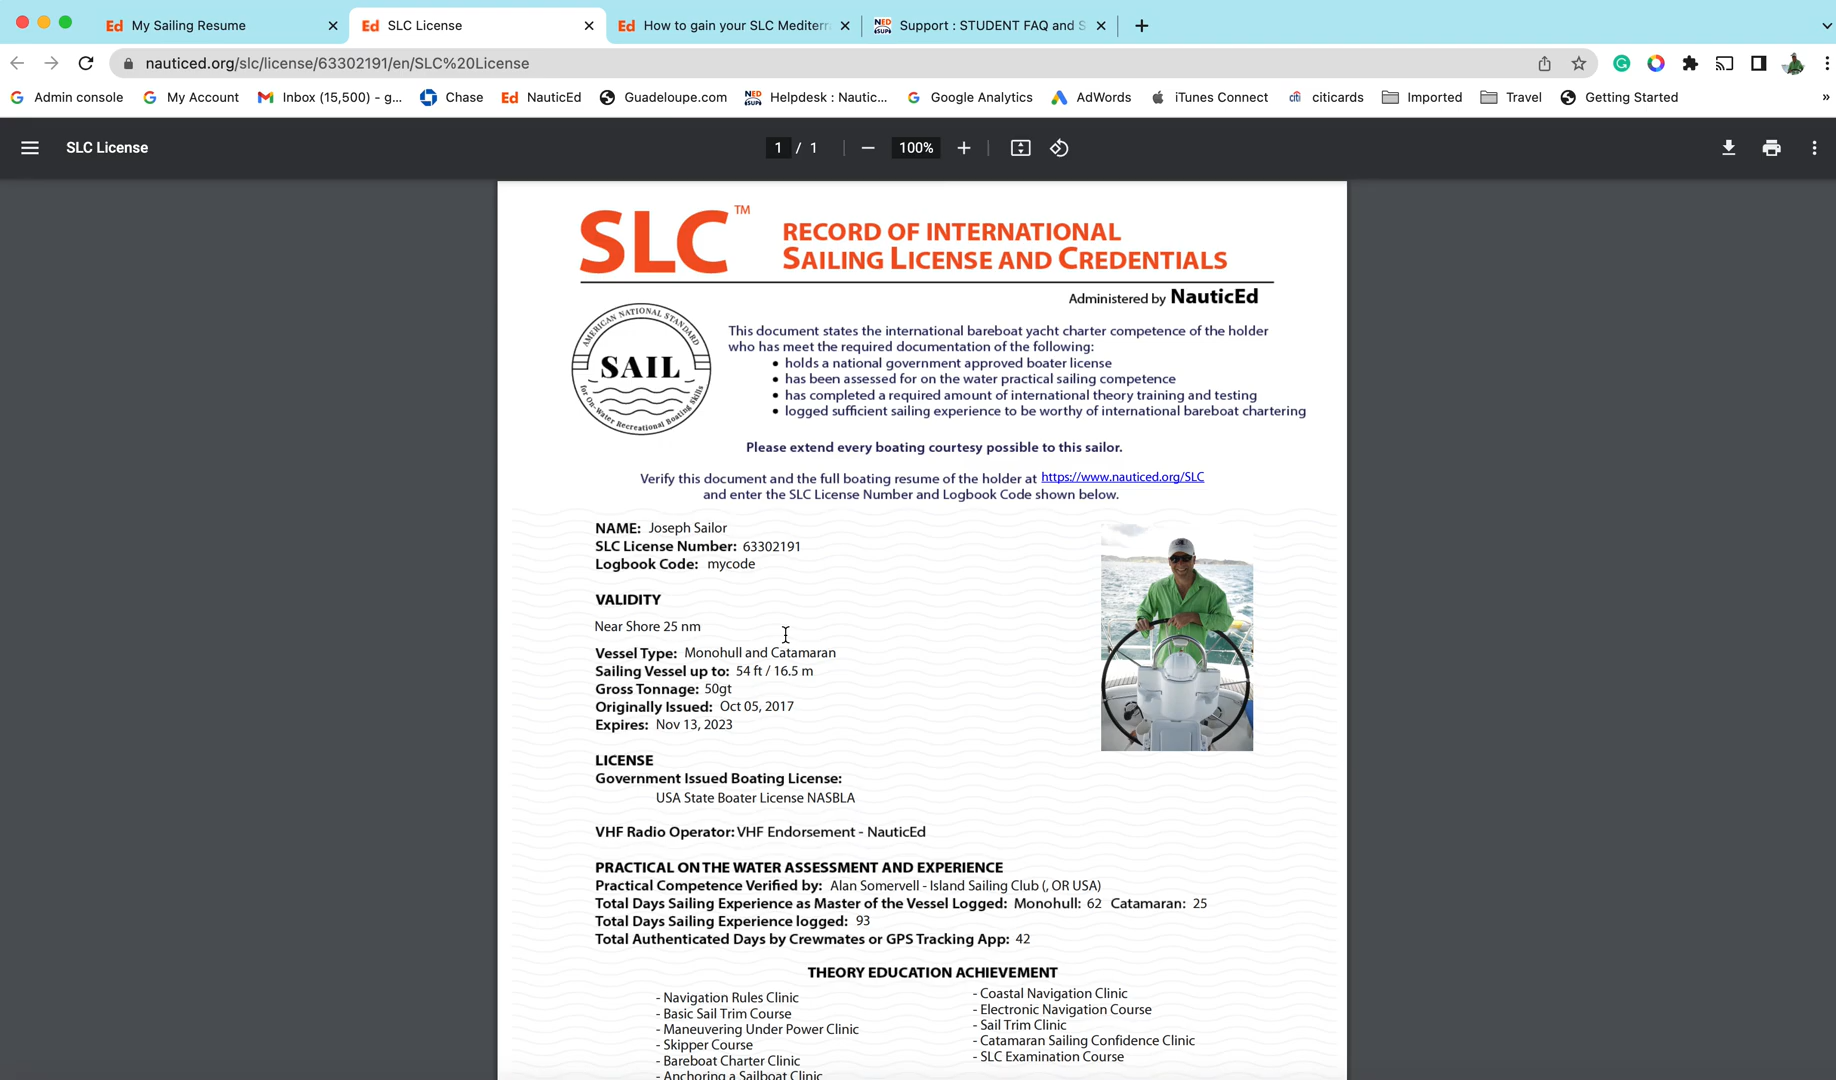 My Sailing Resume
SLC License
How to gain your SLC Mediterr
Support : STUDENT FAQ and S
nauticed.org/slc/license/63302191/en/SLC%20License
Admin console
My Account
Inbox (15,500) - g...
Chase
NauticEd
Guadeloupe.com
Helpdesk : Nautic...
Google Analytics
AdWords
iTunes Connect
citicards
Imported
Travel
Getting Started
»
SLC License
1 / 1
100%
SLC™
RECORD OF INTERNATIONAL
SAILING LICENSE AND CREDENTIALS
Administered by NauticEd
AMERICAN NATIONAL STANDARD
SAIL
for On-Water Recreational Boating Skills
This document states the international bareboat yacht charter competence of the holder
who has meet the required documentation of the following:
• holds a national government approved boater license
• has been assessed for on the water practical sailing competence
• has completed a required amount of international theory training and testing
• logged sufficient sailing experience to be worthy of international bareboat chartering
Please extend every boating courtesy possible to this sailor.
Verify this document and the full boating resume of the holder at https://www.nauticed.org/SLC
and enter the SLC License Number and Logbook Code shown below.
NAME: Joseph Sailor
SLC License Number: 63302191
Logbook Code: mycode
VALIDITY
Near Shore 25 nm
Vessel Type: Monohull and Catamaran
Sailing Vessel up to: 54 ft / 16.5 m
Gross Tonnage: 50gt
Originally Issued: Oct 05, 2017
Expires: Nov 13, 2023
LICENSE
Government Issued Boating License:
USA State Boater License NASBLA
VHF Radio Operator: VHF Endorsement - NauticEd
PRACTICAL ON THE WATER ASSESSMENT AND EXPERIENCE
Practical Competence Verified by: Alan Somervell - Island Sailing Club (, OR USA)
Total Days Sailing Experience as Master of the Vessel Logged: Monohull: 62 Catamaran: 25
Total Days Sailing Experience logged: 93
Total Authenticated Days by Crewmates or GPS Tracking App: 42
THEORY EDUCATION ACHIEVEMENT
- Navigation Rules Clinic
- Basic Sail Trim Course
- Maneuvering Under Power Clinic
- Skipper Course
- Bareboat Charter Clinic
- Anchoring a Sailboat Clinic
- Coastal Navigation Clinic
- Electronic Navigation Course
- Sail Trim Clinic
- Catamaran Sailing Confidence Clinic
- SLC Examination Course